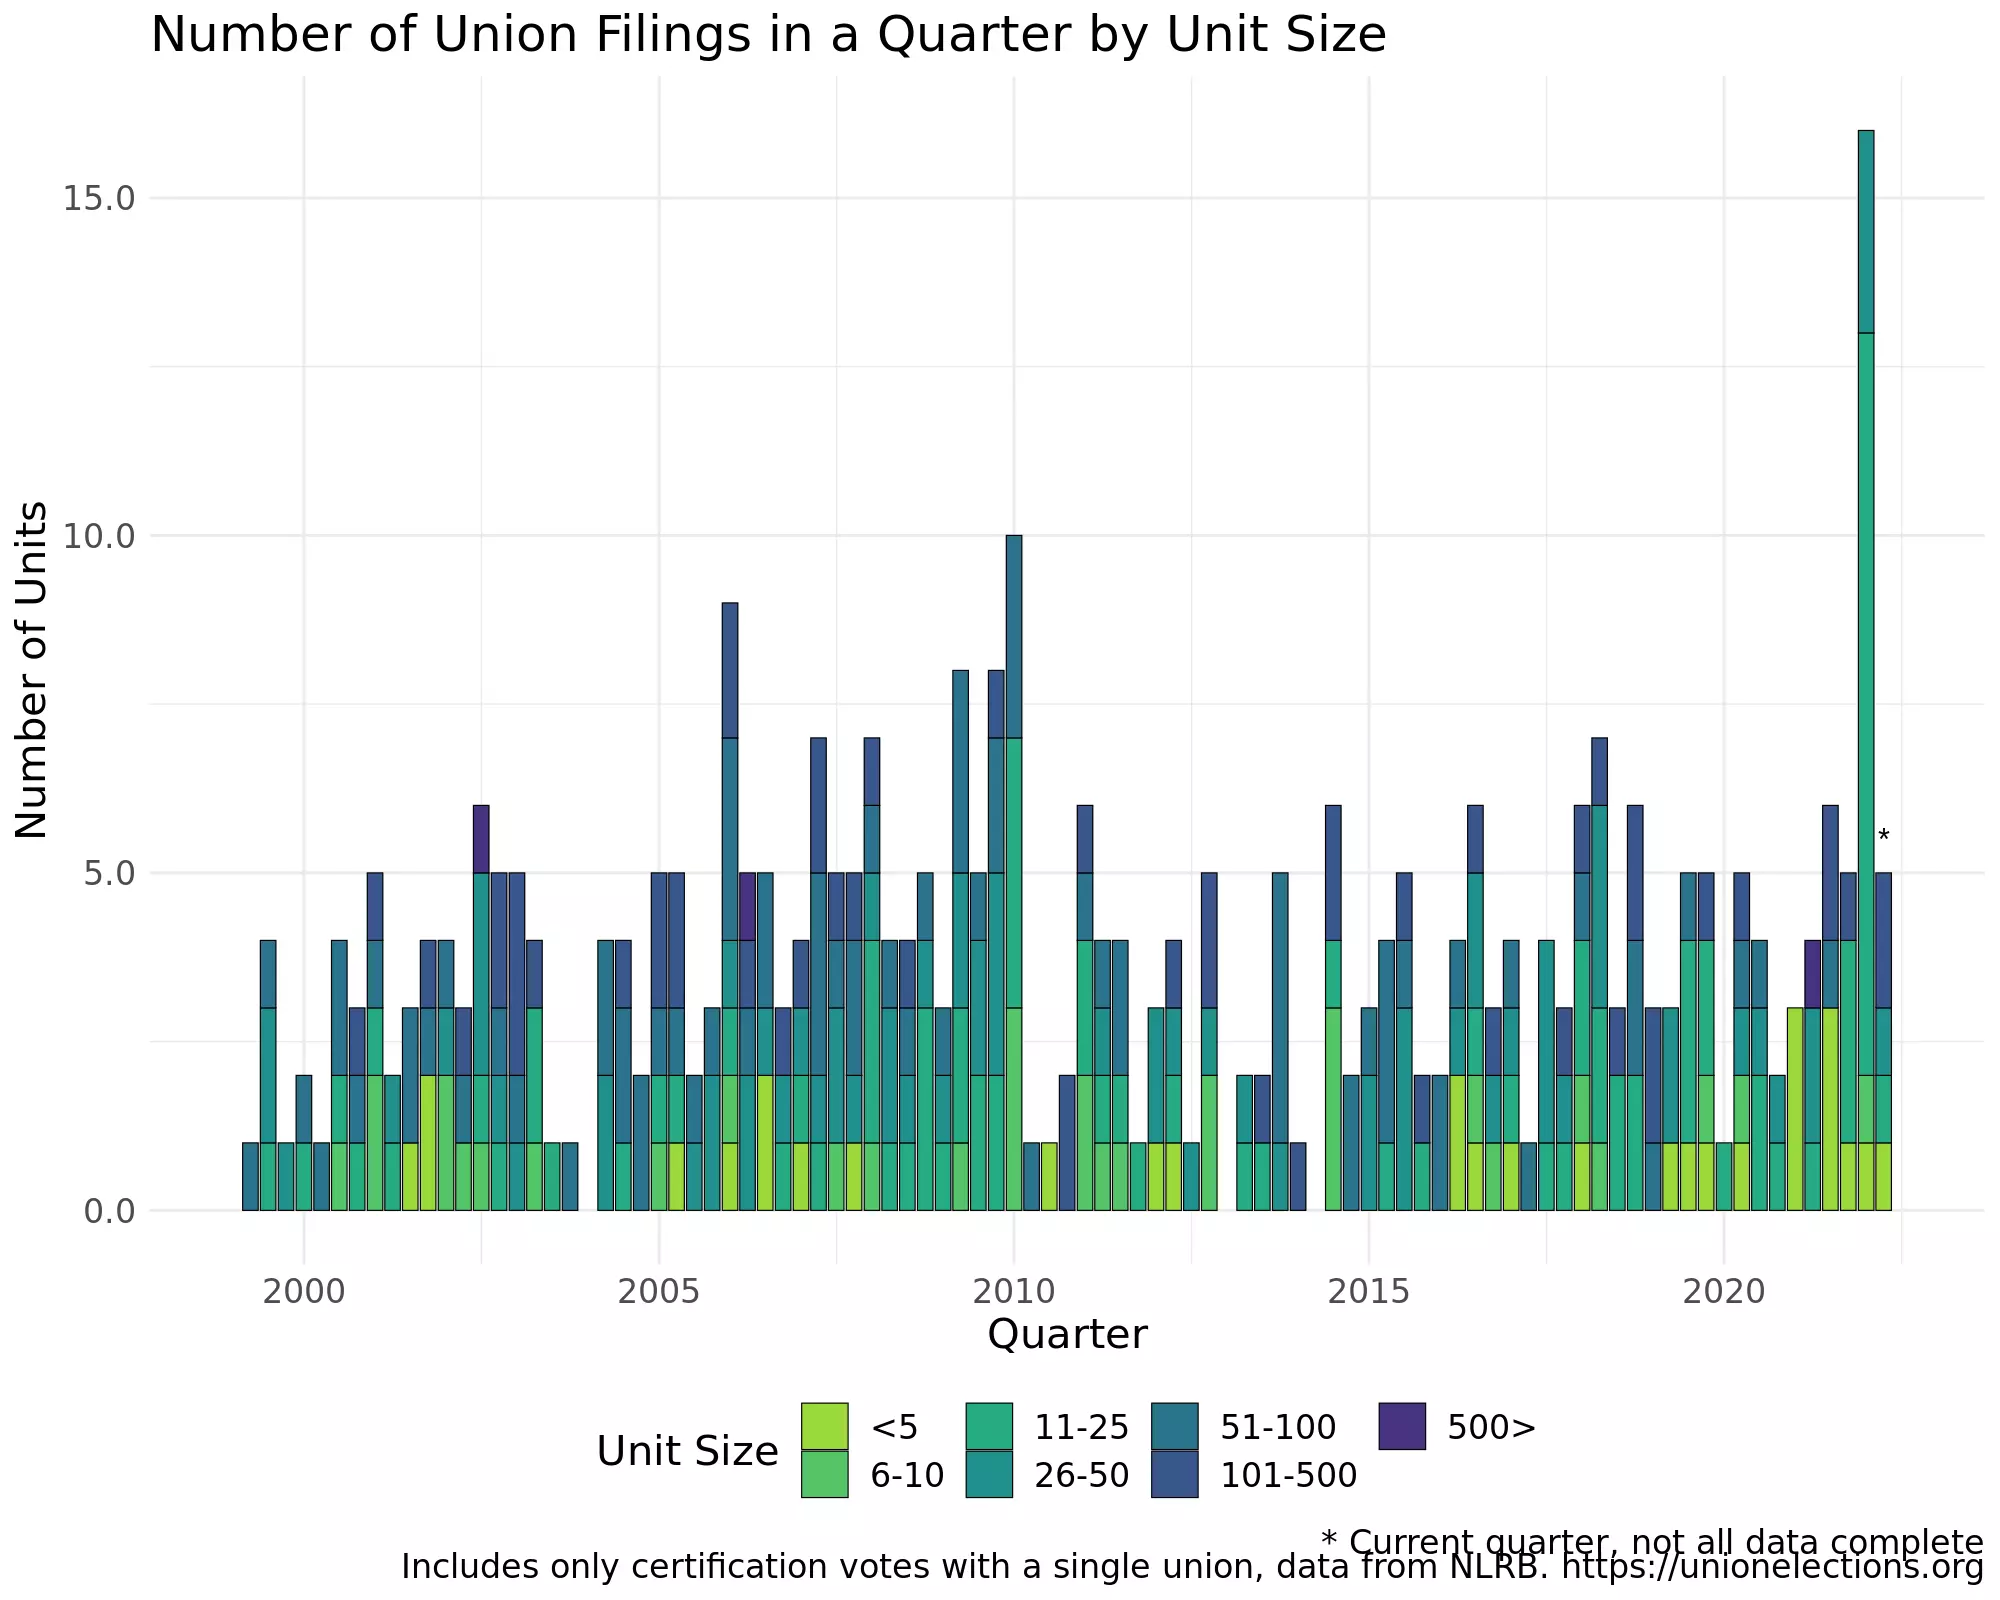 Number of Union Filings in a Quarter by Unit Size
Number of Units
15.0
10.0
5.0
0.0
*
2000 2005 2010 2015 2020
Quarter
Unit Size
<5 11-25 51-100 500>
6-10 26-50 101-500
* Current quarter, not all data complete
Includes only certification votes with a single union, data from NLRB. https://unionelections.org